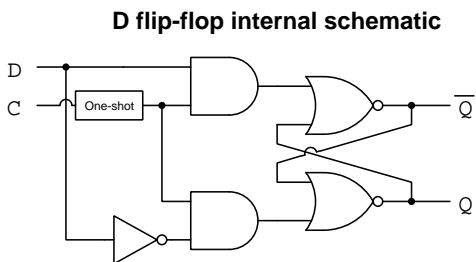 D flip-flop internal schematic
D
C
One-shot
Q̅
Q